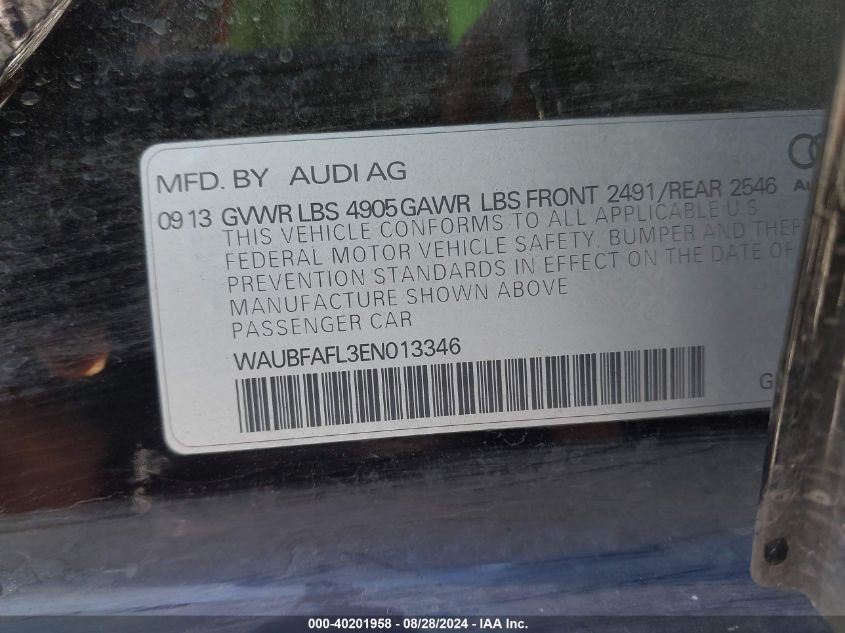 MFD. BY AUDI AG
09 13 GVWR LBS 4905 GAWR LBS FRONT 2491/REAR 2546
THIS VEHICLE CONFORMS TO ALL APPLICABLE U S
FEDERAL MOTOR VEHICLE SAFETY, BUMPER AND THEF
PREVENTION STANDARDS IN EFFECT ON THE DATE OF
MANUFACTURE SHOWN ABOVE
PASSENGER CAR
WAUBFAFL3EN013346
000-40201958 - 08/28/2024 - IAA Inc.